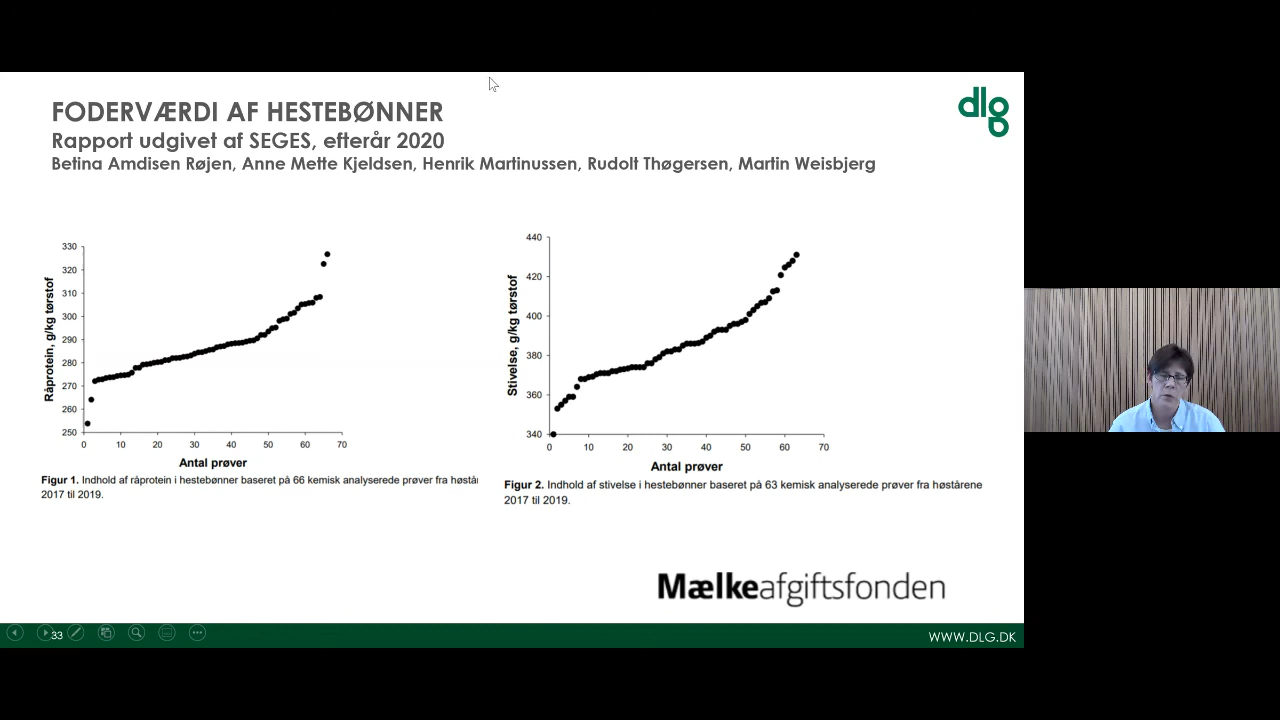 FODERVÆRDI AF HESTEBØNNER
Rapport udgivet af SEGES, efterår 2020
Betina Amdisen Røjen, Anne Mette Kjeldsen, Henrik Martinussen, Rudolt Thøgersen, Martin Weisbjerg
dlg
Råprotein, g/kg tørstof
330
320
310
300
290
280
270
260
250
0 10 20 30 40 50 60 70
Antal prøver
Figur 1. Indhold af råprotein i hestebønner baseret på 66 kemisk analyserede prøver fra høstår
2017 til 2019.
Stivelse, g/kg tørstof
440
420
400
380
360
340
0 10 20 30 40 50 60 70
Antal prøver
Figur 2. Indhold af stivelse i hestebønner baseret på 63 kemisk analyserede prøver fra høstårene
2017 til 2019.
Mælkeafgiftsfonden
33
WWW.DLG.DK